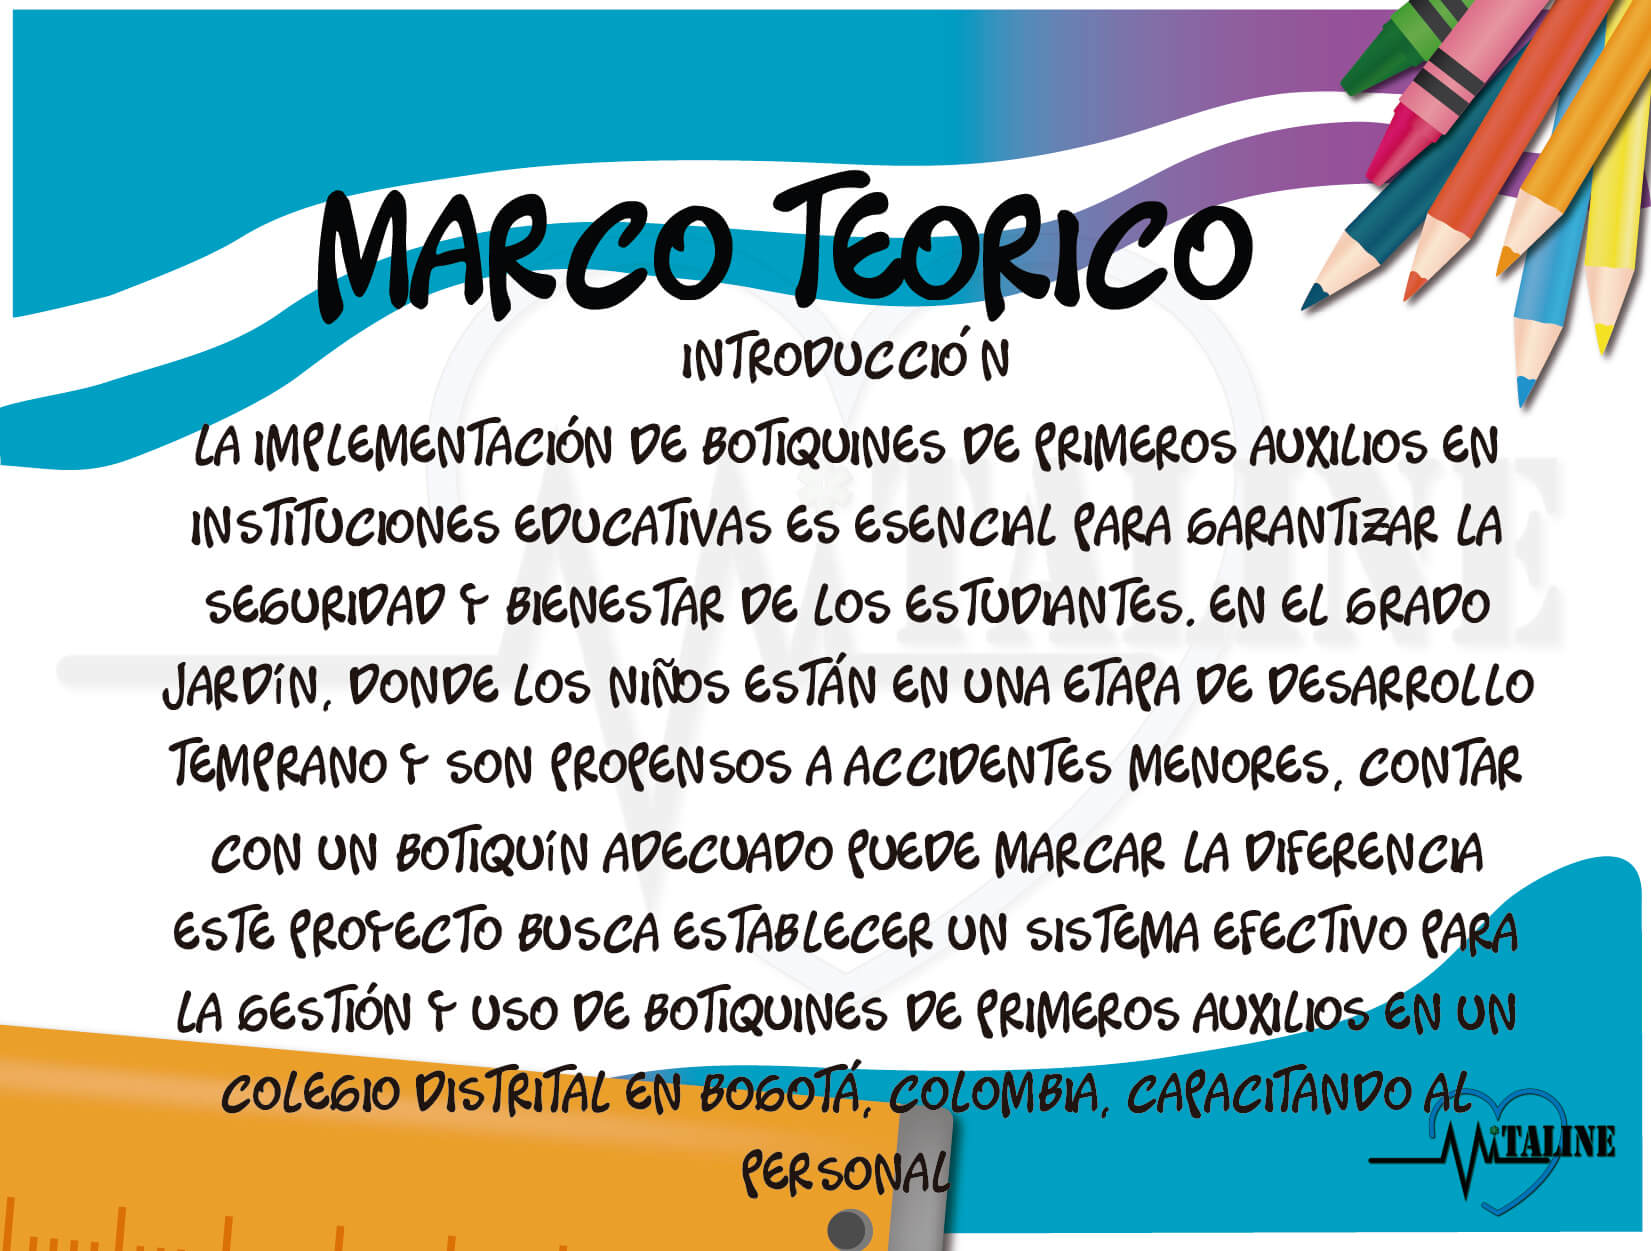 MARCO TEORICO
INTRODUCCIÓN
LA IMPLEMENTACIÓN DE BOTIQUINES DE PRIMEROS AUXILIOS EN
INSTITUCIONES EDUCATIVAS ES ESENCIAL PARA GARANTIZAR LA
SEGURIDAD Y BIENESTAR DE LOS ESTUDIANTES. EN EL GRADO
JARDÍN, DONDE LOS NIÑOS ESTÁN EN UNA ETAPA DE DESARROLLO
TEMPRANO Y SON PROPENSOS A ACCIDENTES MENORES, CONTAR
CON UN BOTIQUÍN ADECUADO PUEDE MARCAR LA DIFERENCIA
ESTE PROYECTO BUSCA ESTABLECER UN SISTEMA EFECTIVO PARA
LA GESTIÓN Y USO DE BOTIQUINES DE PRIMEROS AUXILIOS EN UN
COLEGIO DISTRITAL EN BOGOTÁ, COLOMBIA, CAPACITANDO AL
PERSONAL
ViTALINE